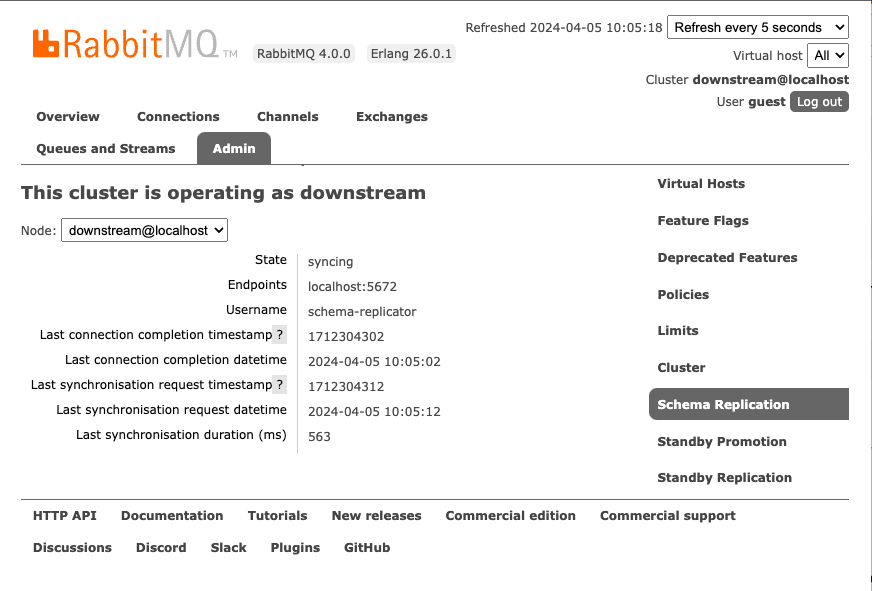 Refreshed 2024-04-05 10:05:18 Refresh every 5 seconds
RabbitMQ TM RabbitMQ 4.0.0 Erlang 26.0.1
Virtual host All
Cluster downstream@localhost
User guest Log out
Overview Connections Channels Exchanges
Queues and Streams Admin
This cluster is operating as downstream
Node: downstream@localhost
State syncing
Endpoints localhost:5672
Username schema-replicator
Last connection completion timestamp ? 1712304302
Last connection completion datetime 2024-04-05 10:05:02
Last synchronisation request timestamp ? 1712304312
Last synchronisation request datetime 2024-04-05 10:05:12
Last synchronisation duration (ms) 563
Virtual Hosts
Feature Flags
Deprecated Features
Policies
Limits
Cluster
Schema Replication
Standby Promotion
Standby Replication
HTTP API Documentation Tutorials New releases Commercial edition Commercial support
Discussions Discord Slack Plugins GitHub